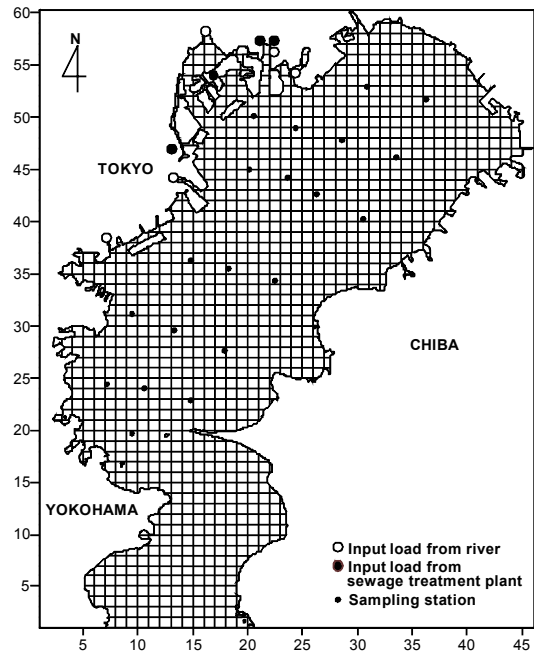 60
55
50
45
40
35
30
25
20
15
10
5
N
TOKYO
CHIBA
YOKOHAMA
Input load from river
Input load from
sewage treatment plant
Sampling station
5 10 15 20 25 30 35 40 45